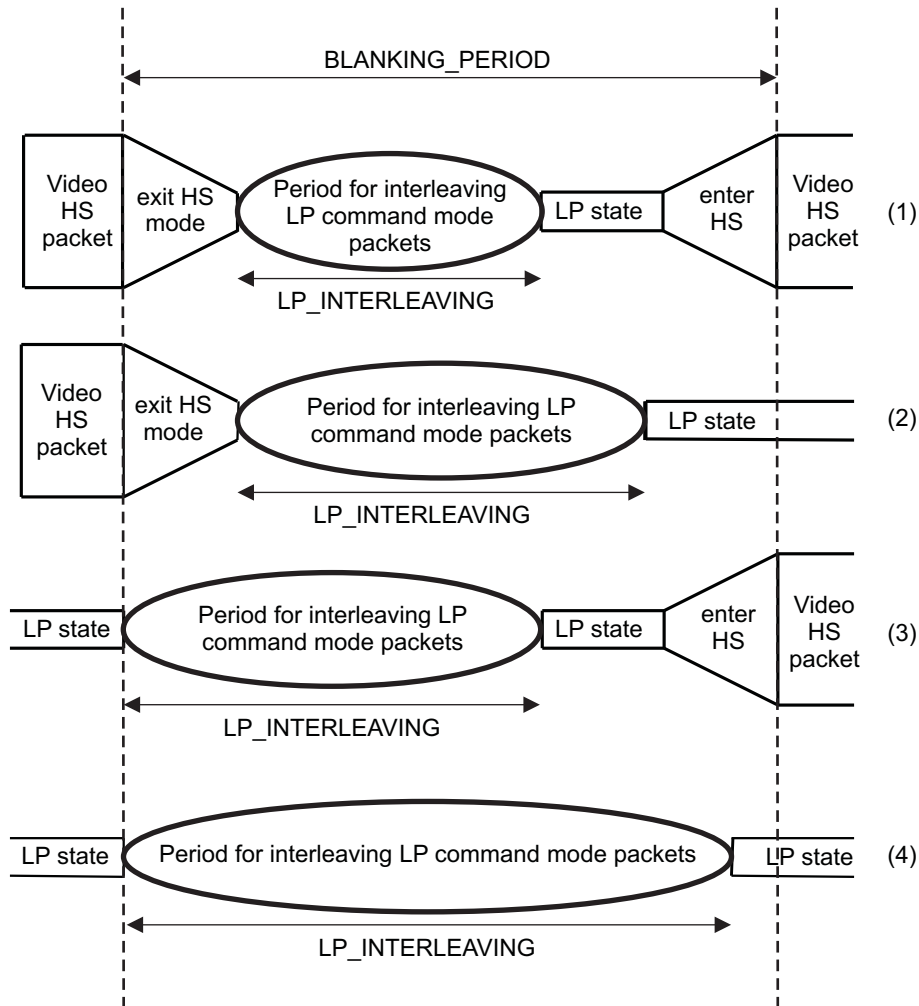 BLANKING_PERIOD
Video
HS
packet
exit HS
mode
Period for interleaving
LP command mode
packets
LP state
enter
HS
Video
HS
packet
(1)
LP_INTERLEAVING
Video
HS
packet
exit HS
mode
Period for interleaving LP
command mode packets
LP state
(2)
LP_INTERLEAVING
LP state
Period for interleaving LP
command mode packets
LP state
enter
HS
Video
HS
packet
(3)
LP_INTERLEAVING
LP state
Period for interleaving LP command mode packets
LP state
(4)
LP_INTERLEAVING